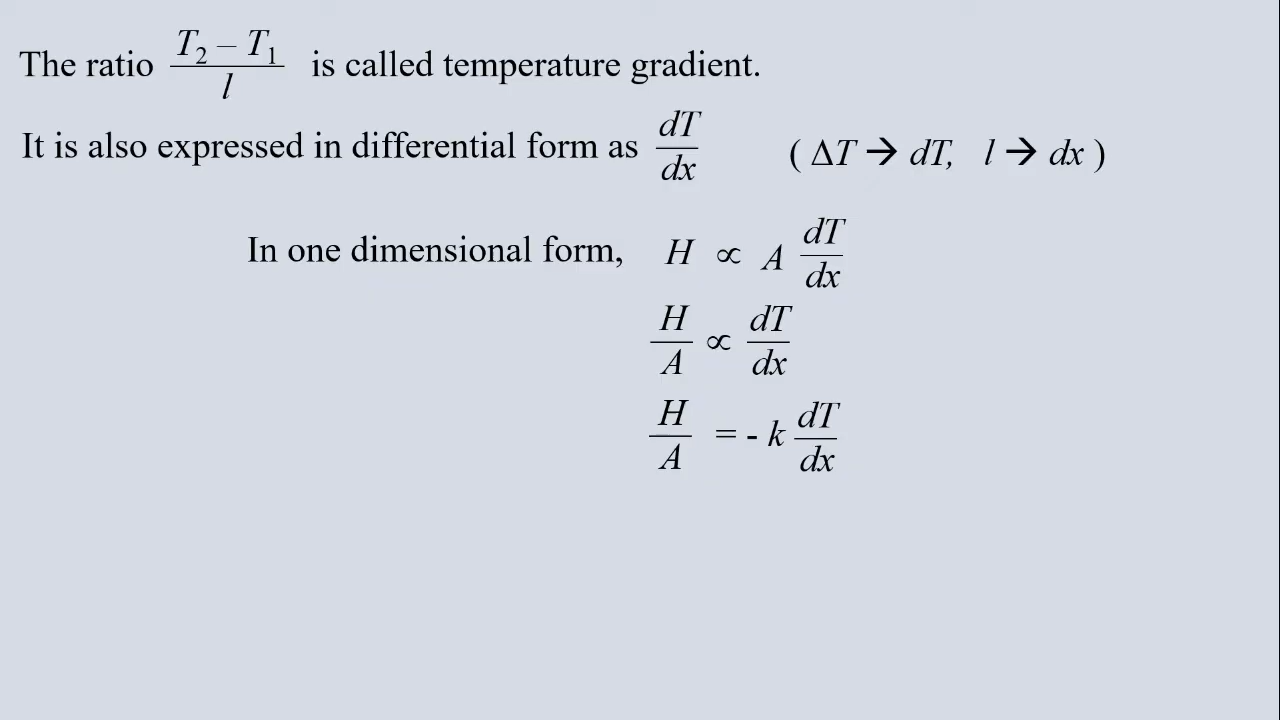 The ratio (T₂ – T₁)/l is called temperature gradient.
It is also expressed in differential form as dT/dx ( ΔT → dT, l → dx )
In one dimensional form, H ∝ A dT/dx
H/A ∝ dT/dx
H/A = - k dT/dx